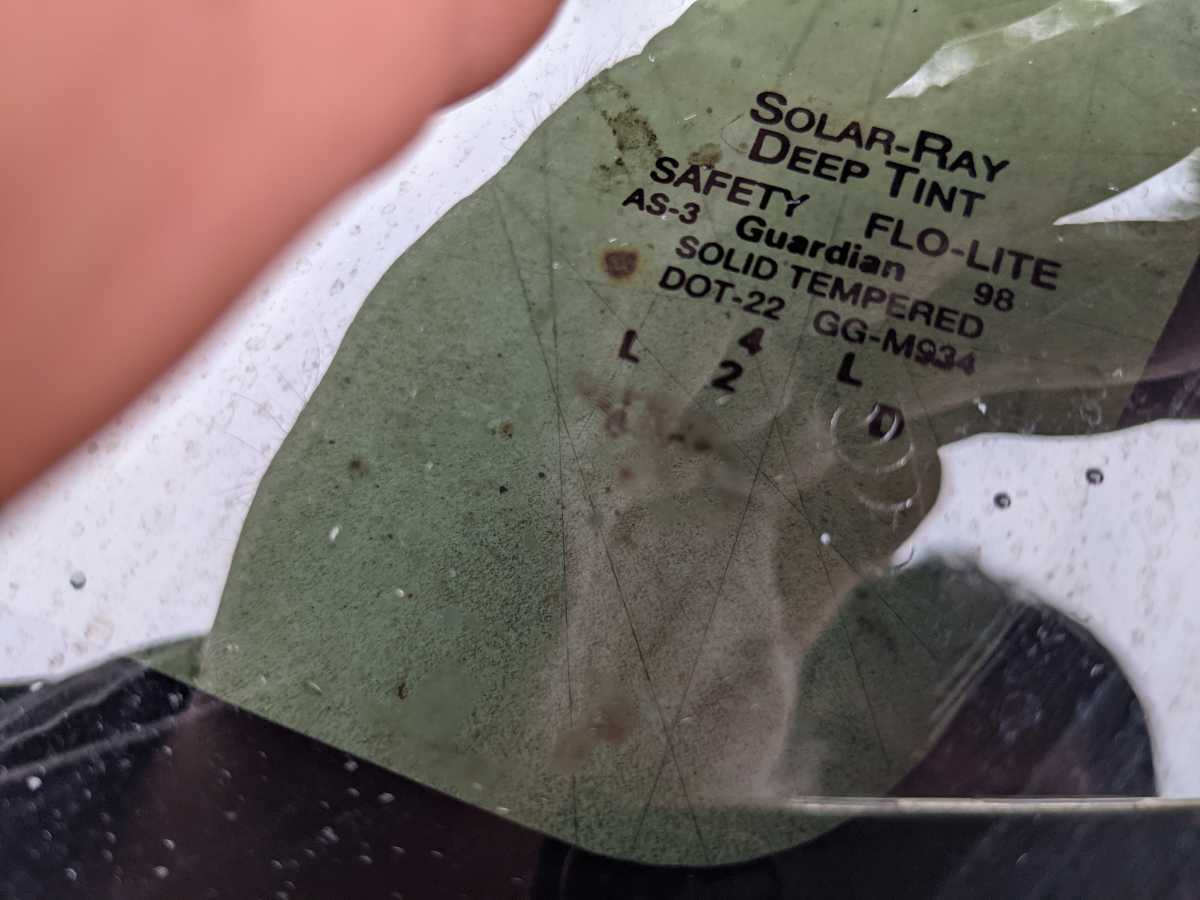 SOLAR-RAY
DEEP TINT
SAFETY FLO-LITE
AS-3 Guardian 98
SOLID TEMPERED
DOT-22 GG-M934
L 4 L
2 D